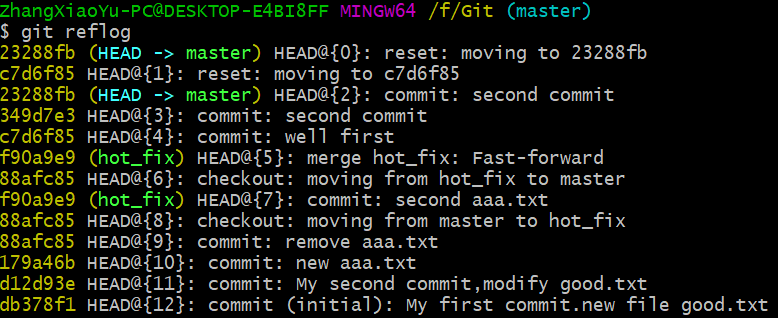 ZhangXiaoYu-PC@DESKTOP-E4BI8FF MINGW64 /f/Git (master)
$ git reflog
23288fb (HEAD -> master) HEAD@{0}: reset: moving to 23288fb
c7d6f85 HEAD@{1}: reset: moving to c7d6f85
23288fb (HEAD -> master) HEAD@{2}: commit: second commit
349d7e3 HEAD@{3}: commit: second commit
c7d6f85 HEAD@{4}: commit: well first
f90a9e9 (hot_fix) HEAD@{5}: merge hot_fix: Fast-forward
88afc85 HEAD@{6}: checkout: moving from hot_fix to master
f90a9e9 (hot_fix) HEAD@{7}: commit: second aaa.txt
88afc85 HEAD@{8}: checkout: moving from master to hot_fix
88afc85 HEAD@{9}: commit: remove aaa.txt
179a46b HEAD@{10}: commit: new aaa.txt
d12d93e HEAD@{11}: commit: My second commit,modify good.txt
db378f1 HEAD@{12}: commit (initial): My first commit.new file good.txt